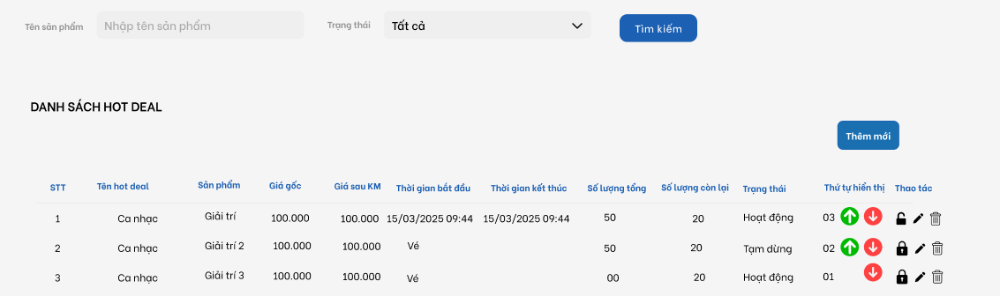 Tên sản phẩm Nhập tên sản phẩm Trạng thái Tất cả Tìm kiếm
DANH SÁCH HOT DEAL
Thêm mới
STT Tên hot deal Sản phẩm Giá gốc Giá sau KM Thời gian bắt đầu Thời gian kết thúc Số lượng tổng Số lượng còn lại Trạng thái Thứ tự hiển thị Thao tác
1 Ca nhạc Giải trí 100.000 100.000 15/03/2025 09:44 15/03/2025 09:44 50 20 Hoạt động 03
2 Ca nhạc Giải trí 2 100.000 100.000 Vé 50 20 Tạm dừng 02
3 Ca nhạc Giải trí 3 100.000 100.000 Vé 00 20 Hoạt động 01